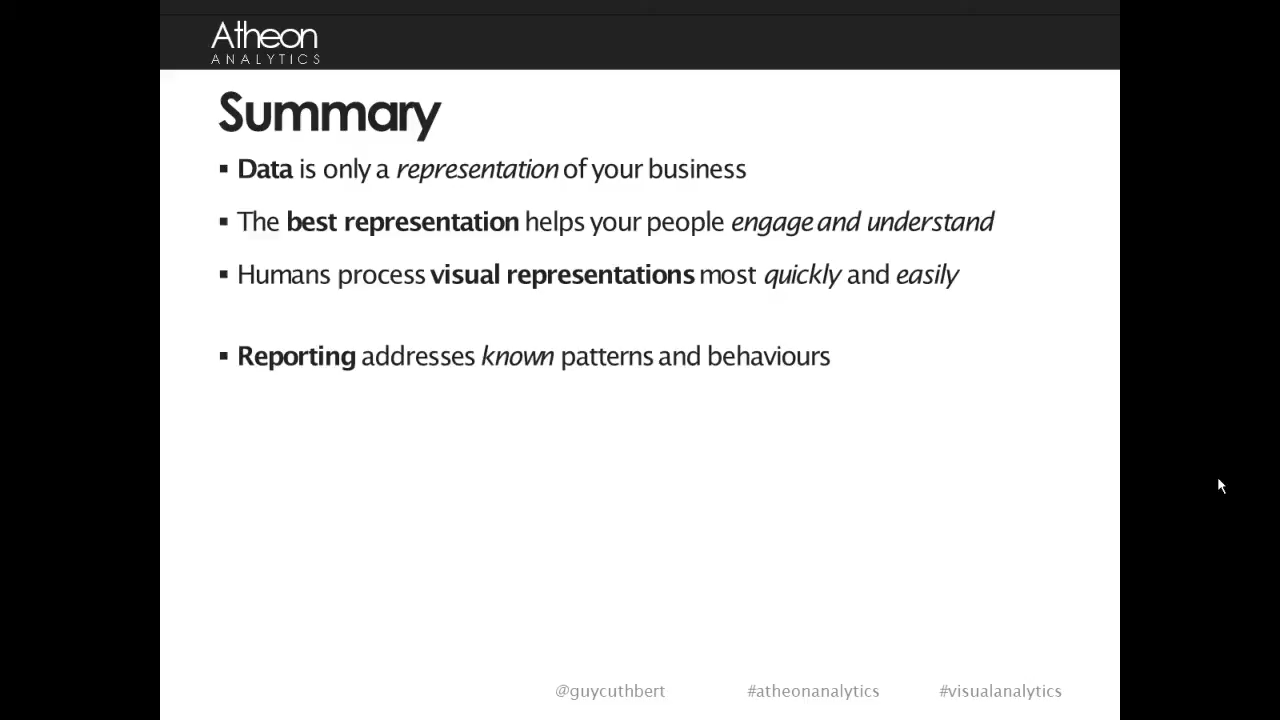 Atheon
ANALYTICS
Summary
▪ Data is only a representation of your business
▪ The best representation helps your people engage and understand
▪ Humans process visual representations most quickly and easily
▪ Reporting addresses known patterns and behaviours
@guycuthbert #atheonanalytics #visualanalytics